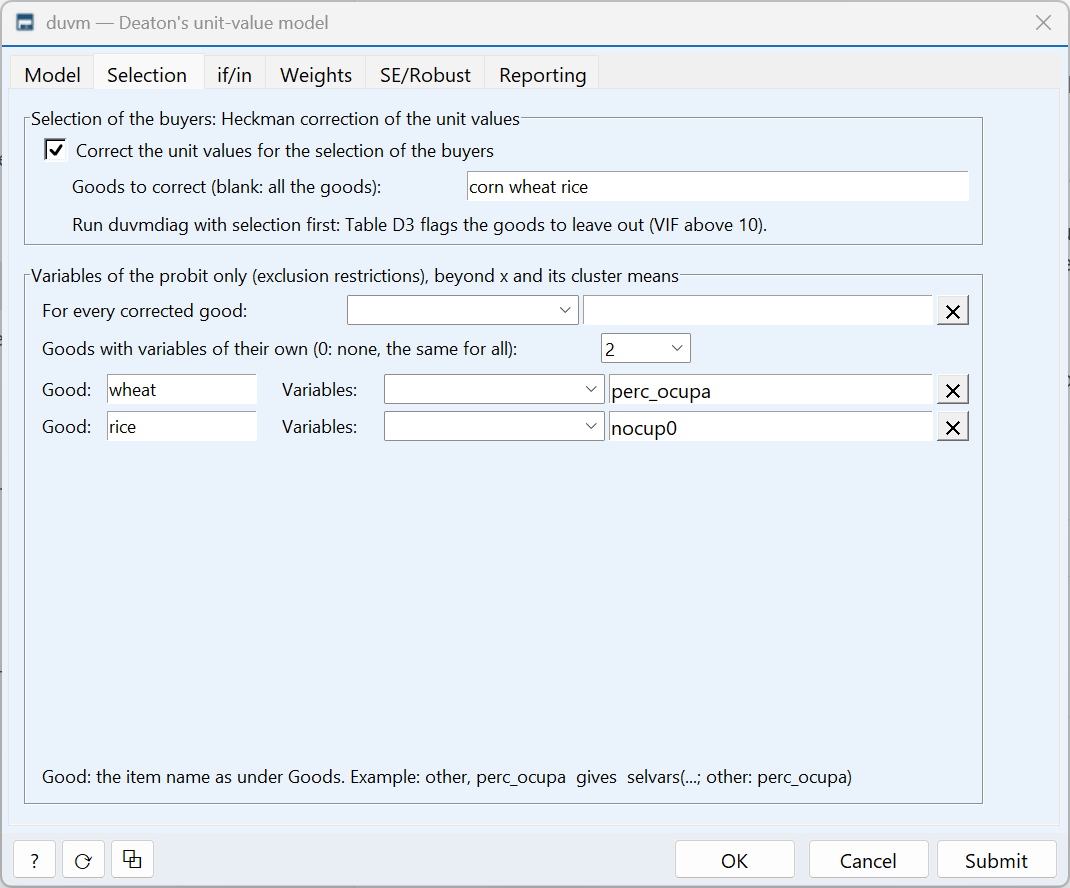 duvm — Deaton's unit-value model
Model Selection if/in Weights SE/Robust Reporting
Selection of the buyers: Heckman correction of the unit values
Correct the unit values for the selection of the buyers
Goods to correct (blank: all the goods): corn wheat rice
Run duvmdiag with selection first: Table D3 flags the goods to leave out (VIF above 10).
Variables of the probit only (exclusion restrictions), beyond x and its cluster means
For every corrected good:
Goods with variables of their own (0: none, the same for all): 2
Good: wheat Variables: perc_ocupa
Good: rice Variables: nocup0
Good: the item name as under Goods. Example: other, perc_ocupa gives selvars(...; other: perc_ocupa)
? OK Cancel Submit